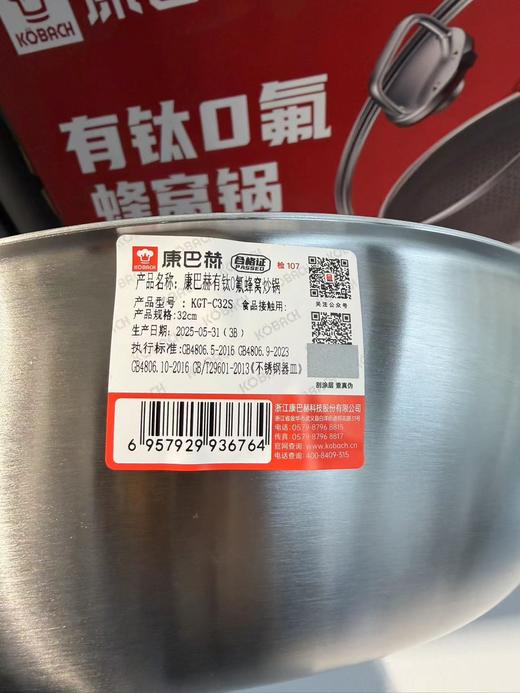 KÖBACH
有钛0氟
蜂窝锅
KÖBACH
康巴赫
合格证
PASSED
检 107
产品名称: 康巴赫有钛0氟蜂窝炒锅
产品型号: KGT-C32S 食品接触用:
产品规格:32cm
生产日期: 2025-05-31 (3B)
执行标准:GB4806.5-2016 GB4806.9-2023
GB4806.10-2016 GB/T29601-2013《不锈钢器皿》
关注公众号
刮涂层 查真伪
6 957929 936764
浙江康巴赫科技股份有限公司
电话: 0579-8796 8815
传真: 0579-8796 8817
官网查询: www.kobach.com
电话查询: 400-8409-315